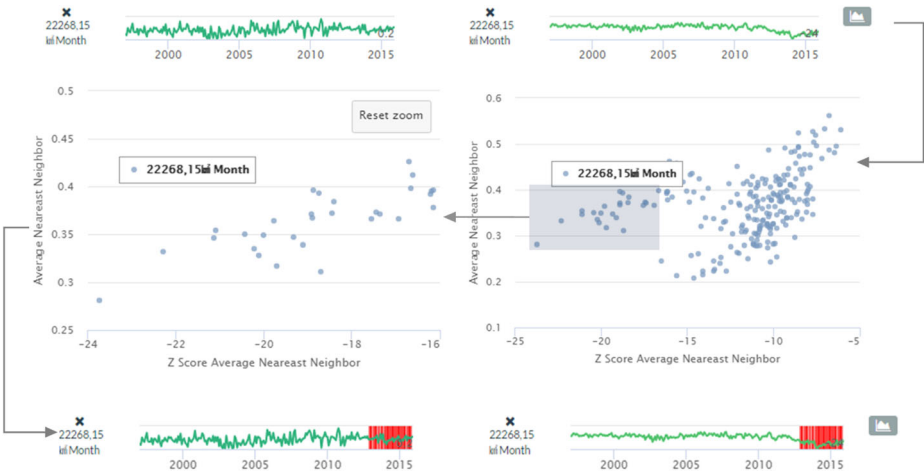 22268,15
Month
0.2
2000 2005 2010 2015
22268,15
Month
-24
2000 2005 2010 2015
0.5
0.45
0.4
0.35
0.3
0.25
Average Neareast Neighbor
Reset zoom
22268,15 Month
-24 -22 -20 -18 -16
Z Score Average Neareast Neighbor
0.6
0.5
0.4
0.3
0.2
0.1
Average Neareast Neighbor
22268,15 Month
-25 -20 -15 -10 -5
Z Score Average Neareast Neighbor
22268,15
Month
2000 2005 2010 2015
22268,15
Month
2000 2005 2010 2015